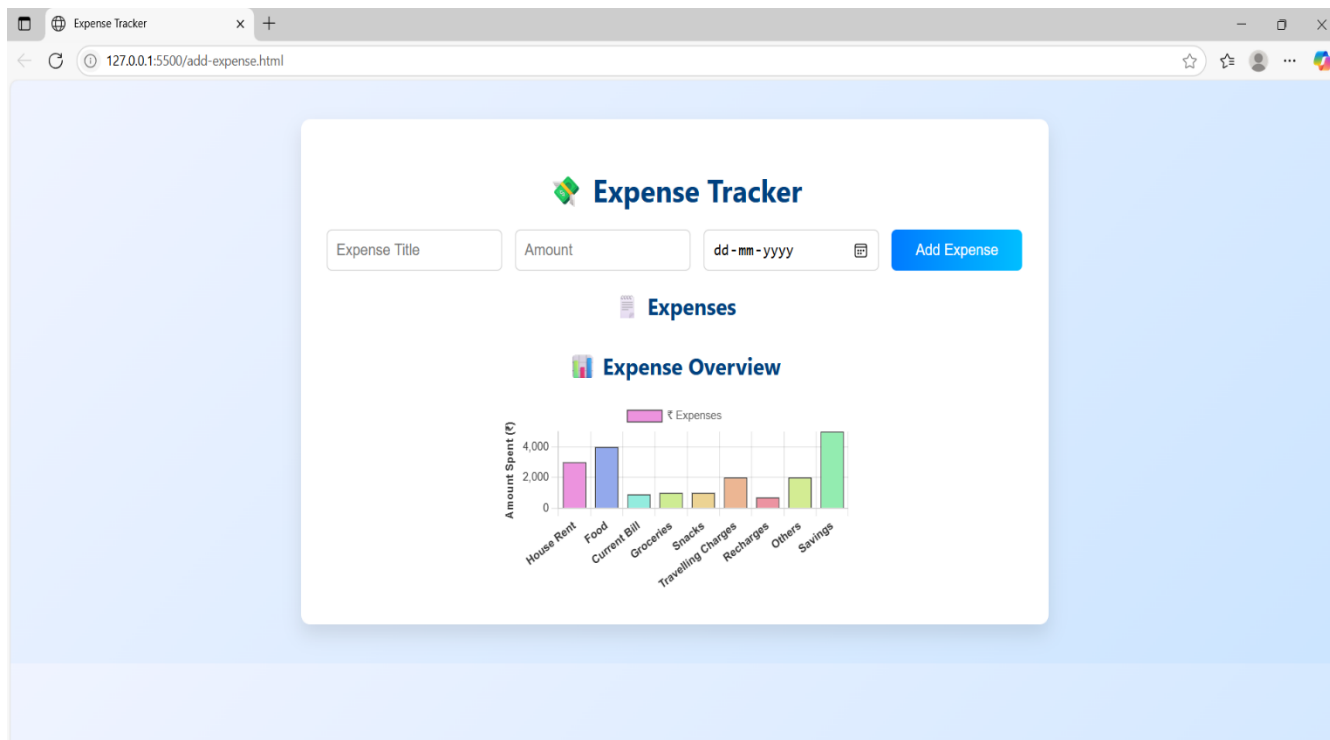 Expense Tracker
127.0.0.1:5500/add-expense.html
💸 Expense Tracker
Expense Title
Amount
dd-mm-yyyy
Add Expense
Expenses
Expense Overview
₹ Expenses
Amount Spent (₹)
4,000
2,000
0
House Rent
Food
Current Bill
Groceries
Snacks
Travelling Charges
Recharges
Others
Savings